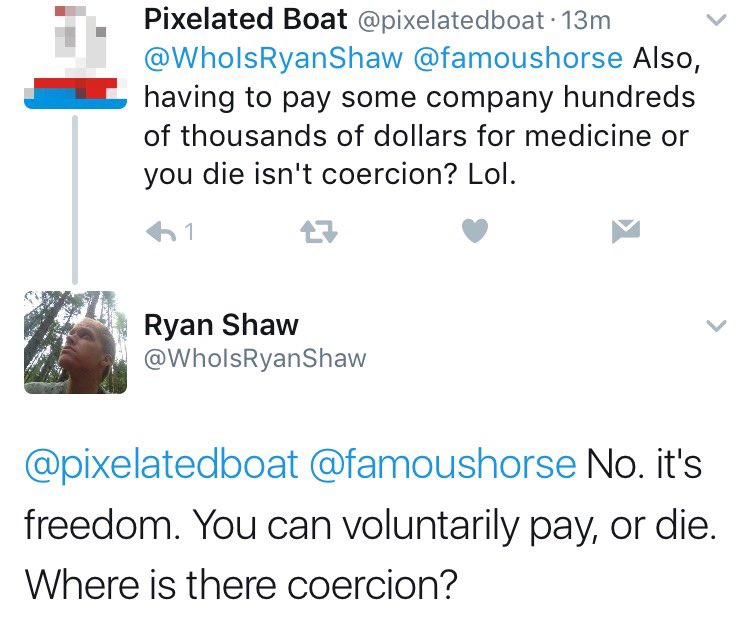 Pixelated Boat @pixelatedboat · 13m
@WhoIsRyanShaw @famoushorse Also,
having to pay some company hundreds
of thousands of dollars for medicine or
you die isn't coercion? Lol.
1
Ryan Shaw
@WhoIsRyanShaw
@pixelatedboat @famoushorse No. it's
freedom. You can voluntarily pay, or die.
Where is there coercion?